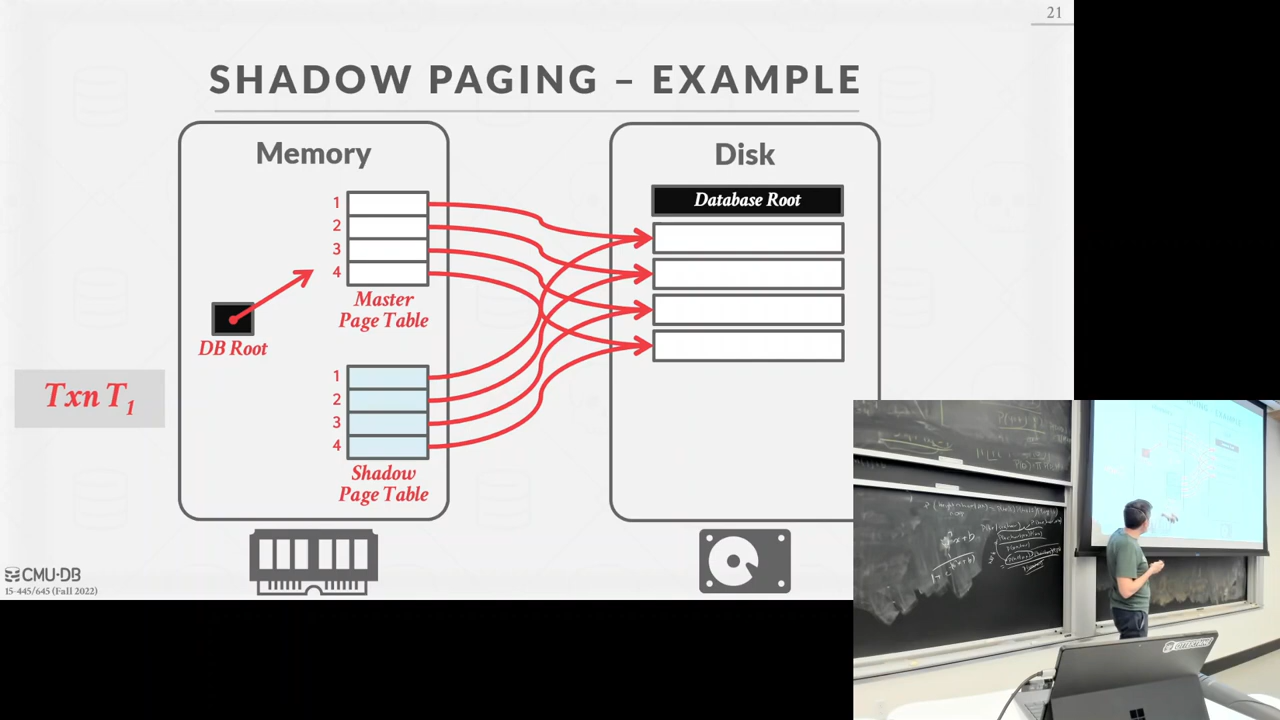 21
SHADOW PAGING – EXAMPLE
Memory
Disk
Database Root
1
2
3
4
Master
Page Table
DB Root
Txn T1
1
2
3
4
Shadow
Page Table
CMU·DB
15-445/645 (Fall 2022)